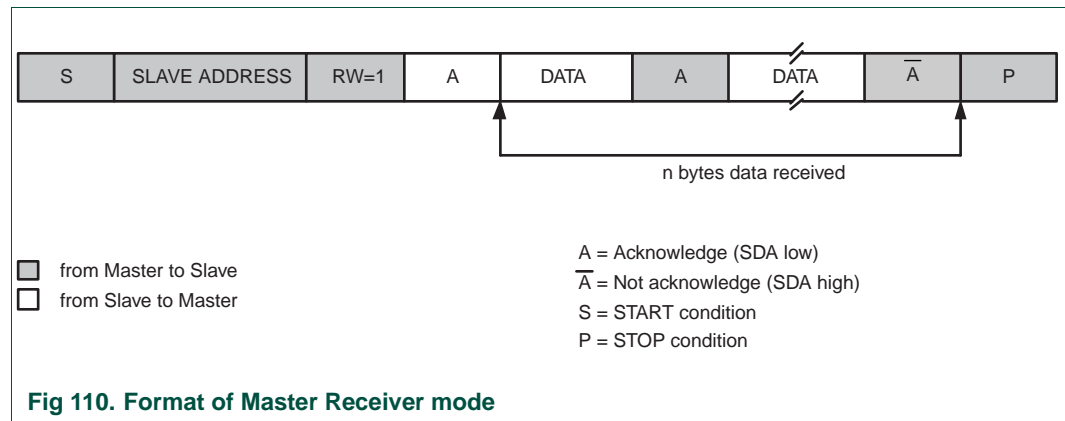 S SLAVE ADDRESS RW=1 A DATA A DATA A̅ P
n bytes data received
from Master to Slave
from Slave to Master
A = Acknowledge (SDA low)
A̅ = Not acknowledge (SDA high)
S = START condition
P = STOP condition
Fig 110. Format of Master Receiver mode